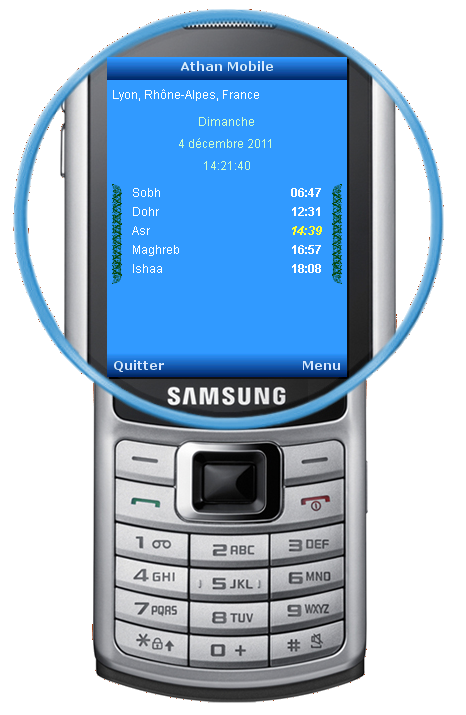 Athan Mobile
Lyon, Rhône-Alpes, France
Dimanche
4 décembre 2011
14:21:40
Sobh 06:47
Dohr 12:31
Asr 14:39
Maghreb 16:57
Ishaa 18:08
Quitter Menu
SAMSUNG
1 2 ABC 3 DEF
4 GHI 5 JKL 6 MNO
7 PQRS 8 TUV 9 WXYZ
* 0 + #